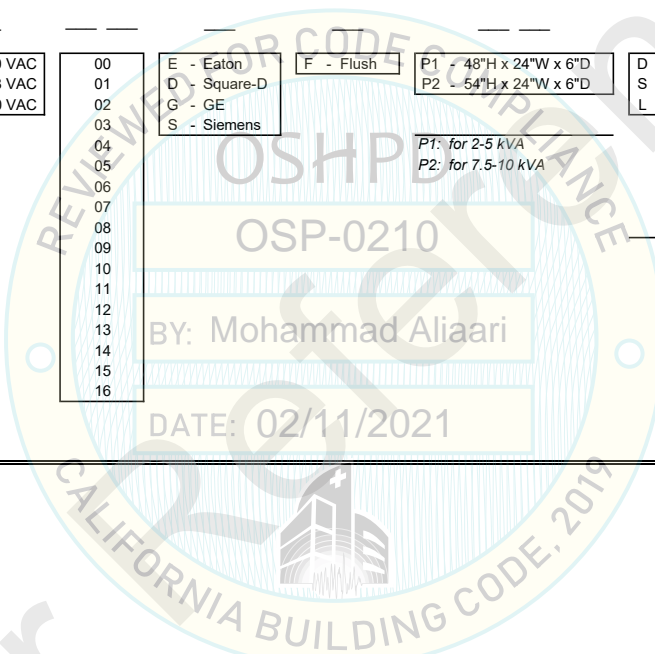 0 VAC
8 VAC
0 VAC
00
01
02
03
04
05
06
07
08
09
10
11
12
13
14
15
16
E - Eaton
D - Square-D
G - GE
S - Siemens
F - Flush
P1 - 48"H x 24"W x 6"D
P2 - 54"H x 24"W x 6"D
P1: for 2-5 kVA
P2: for 7.5-10 kVA
D
S
L
REVIEWED FOR CODE COMPLIANCE
OSHPD
OSP-0210
BY: Mohammad Aliaari
DATE: 02/11/2021
CALIFORNIA BUILDING CODE, 2019